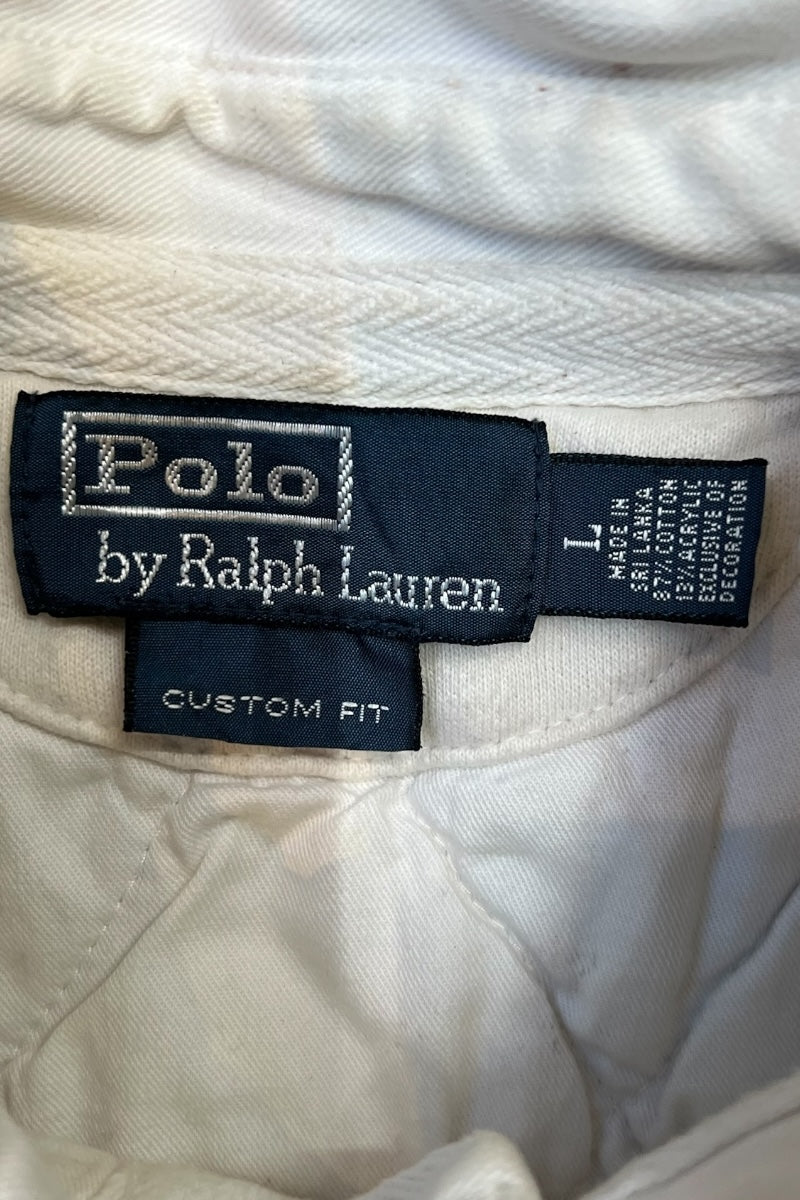 Polo
by Ralph Lauren
CUSTOM FIT
L
MADE IN
SRI LANKA
87% COTTON
13% ACRYLIC
EXCLUSIVE OF
DECORATION